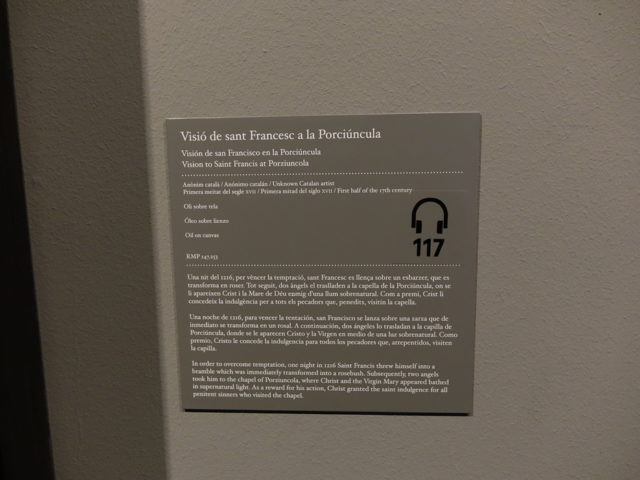 Visió de sant Francesc a la Porciúncula
Visión de san Francisco en la Porciúncula
Vision to Saint Francis at Porziuncola
Anònim català / Anónimo catalán / Unknown Catalan artist
Primera meitat del segle XVII / Primera mitad del siglo XVII / First half of the 17th century
Oli sobre tela
Óleo sobre lienzo
Oil on canvas
117
RMP 147.053
Una nit del 1216, per vèncer la temptació, sant Francesc es llença sobre un esbarzer, que es
transforma en roser. Tot seguit, dos àngels el traslladen a la capella de la Porciúncula, on se
li apareixen Crist i la Mare de Déu enmig d'una llum sobrenatural. Com a premi, Crist li
concedeix la indulgència per a tots els pecadors que, penedits, visitin la capella.
Una noche de 1216, para vencer la tentación, san Francisco se lanza sobre una zarza que de
inmediato se transforma en un rosal. A continuación, dos ángeles lo trasladan a la capilla de
Porciúncula, donde se le aparecen Cristo y la Virgen en medio de una luz sobrenatural. Como
premio, Cristo le concede la indulgencia para todos los pecadores que, arrepentidos, visiten
la capilla.
In order to overcome temptation, one night in 1216 Saint Francis threw himself into a
bramble which was immediately transformed into a rosebush. Subsequently, two angels
took him to the chapel of Porziuncola, where Christ and the Virgin Mary appeared bathed
in supernatural light. As a reward for his action, Christ granted the saint indulgence for all
penitent sinners who visited the chapel.